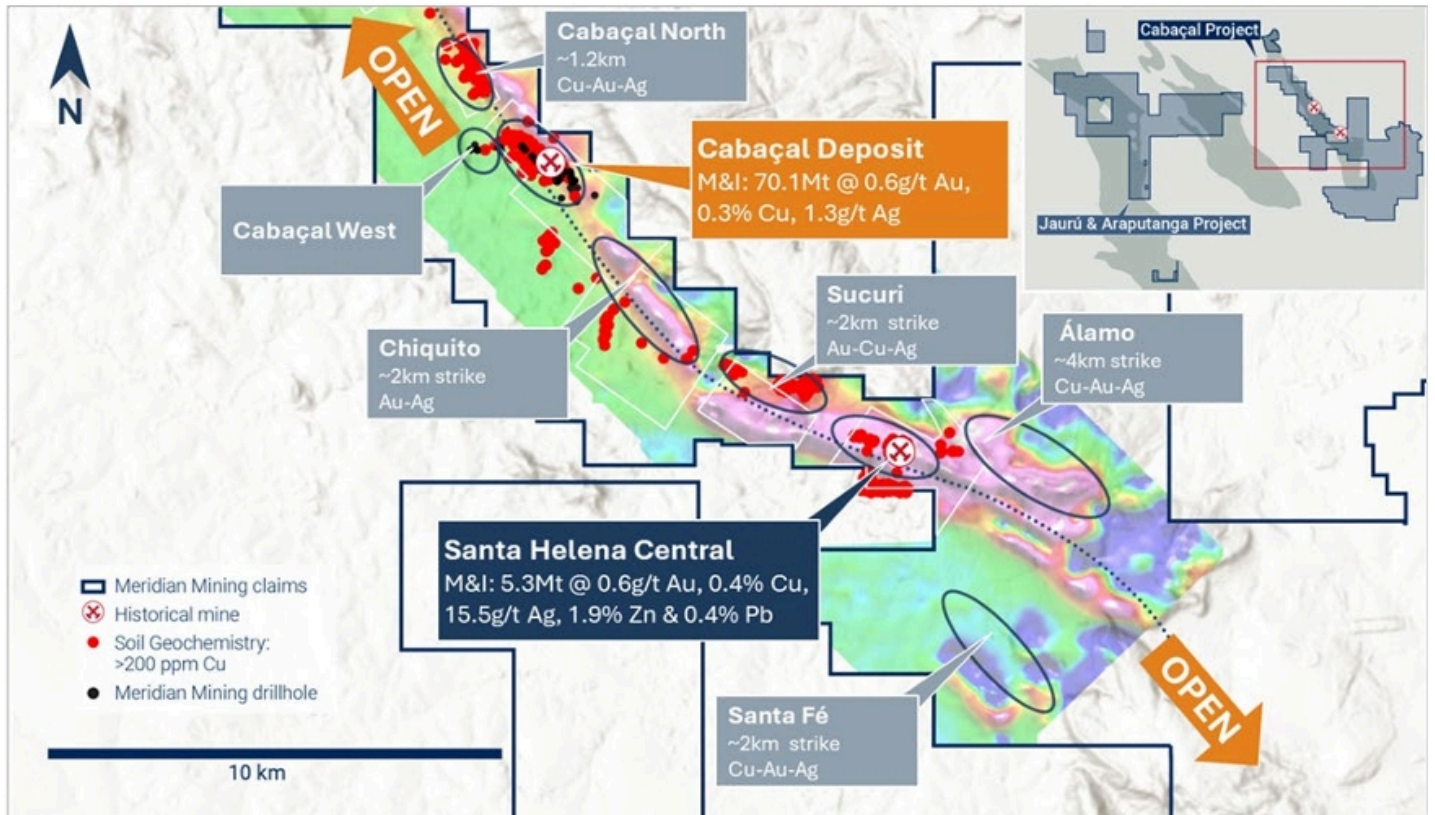 N
OPEN
Cabaçal North
~1.2km
Cu-Au-Ag
Cabaçal Deposit
M&I: 70.1Mt @ 0.6g/t Au,
0.3% Cu, 1.3g/t Ag
Cabaçal Project
Jaurú & Araputanga Project
Cabaçal West
Chiquito
~2km strike
Au-Ag
Sucuri
~2km strike
Au-Cu-Ag
Álamo
~4km strike
Cu-Au-Ag
Santa Helena Central
M&I: 5.3Mt @ 0.6g/t Au, 0.4% Cu,
15.5g/t Ag, 1.9% Zn & 0.4% Pb
Santa Fé
~2km strike
Cu-Au-Ag
OPEN
Meridian Mining claims
Historical mine
Soil Geochemistry:
>200 ppm Cu
Meridian Mining drillhole
10 km